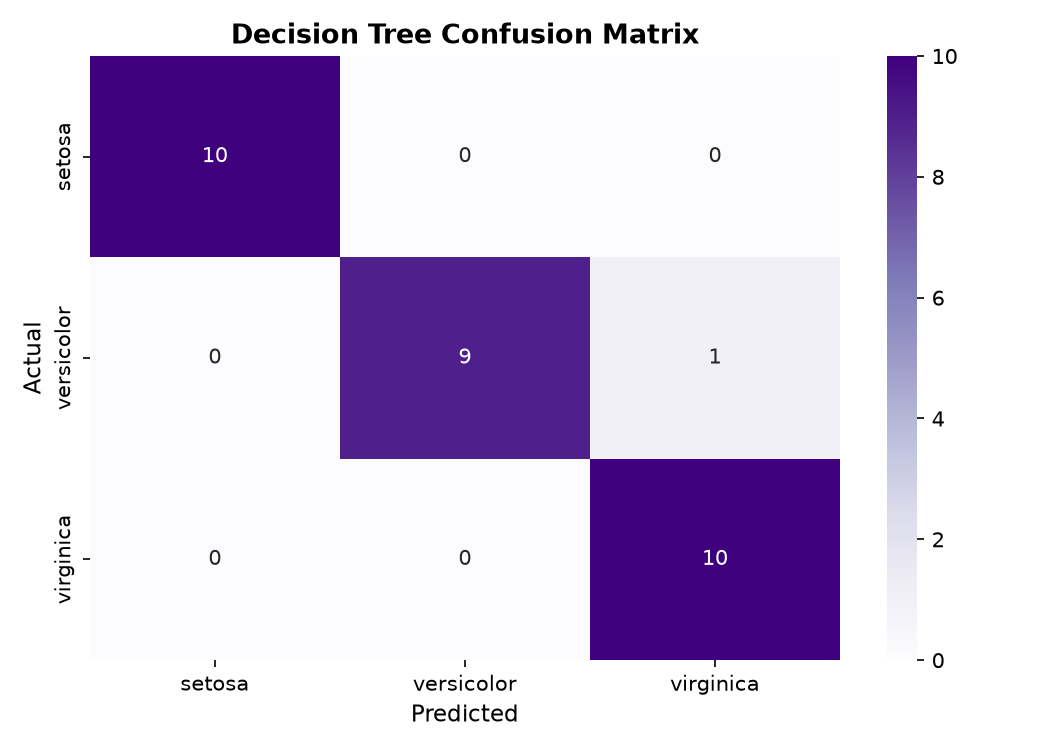 Decision Tree Confusion Matrix
setosa
10
0
0
versicolor
0
9
1
virginica
0
0
10
Actual
setosa
versicolor
virginica
Predicted
10
8
6
4
2
0